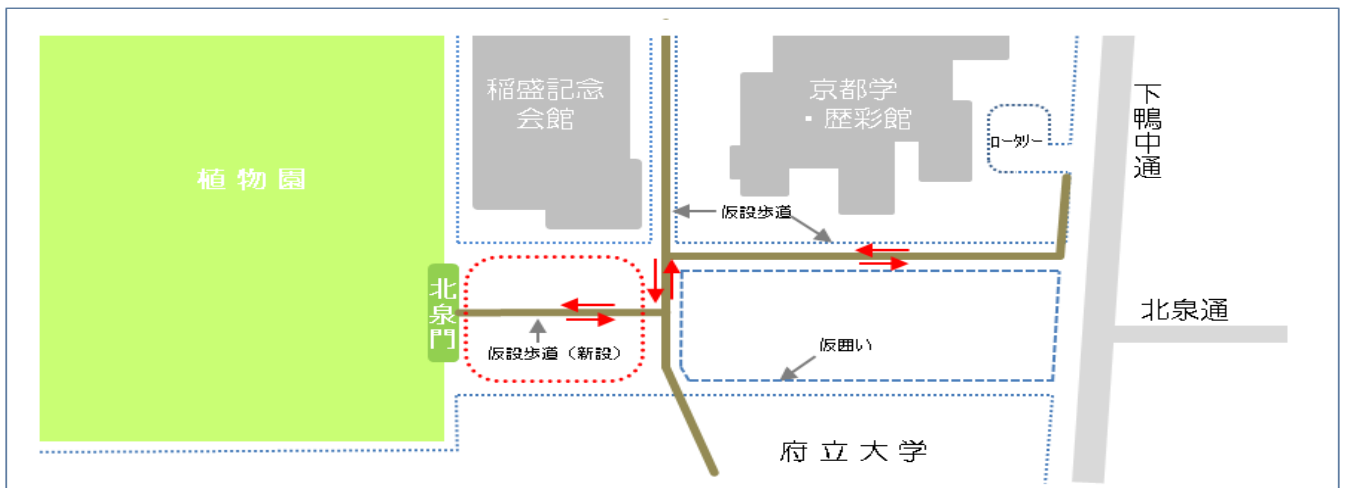 稲盛記念
会館
京都学
・歴彩館
下鴨中通
ロータリー
植物園
仮設歩道
北泉門
北泉通
仮設歩道（新設）
仮囲い
府立大学